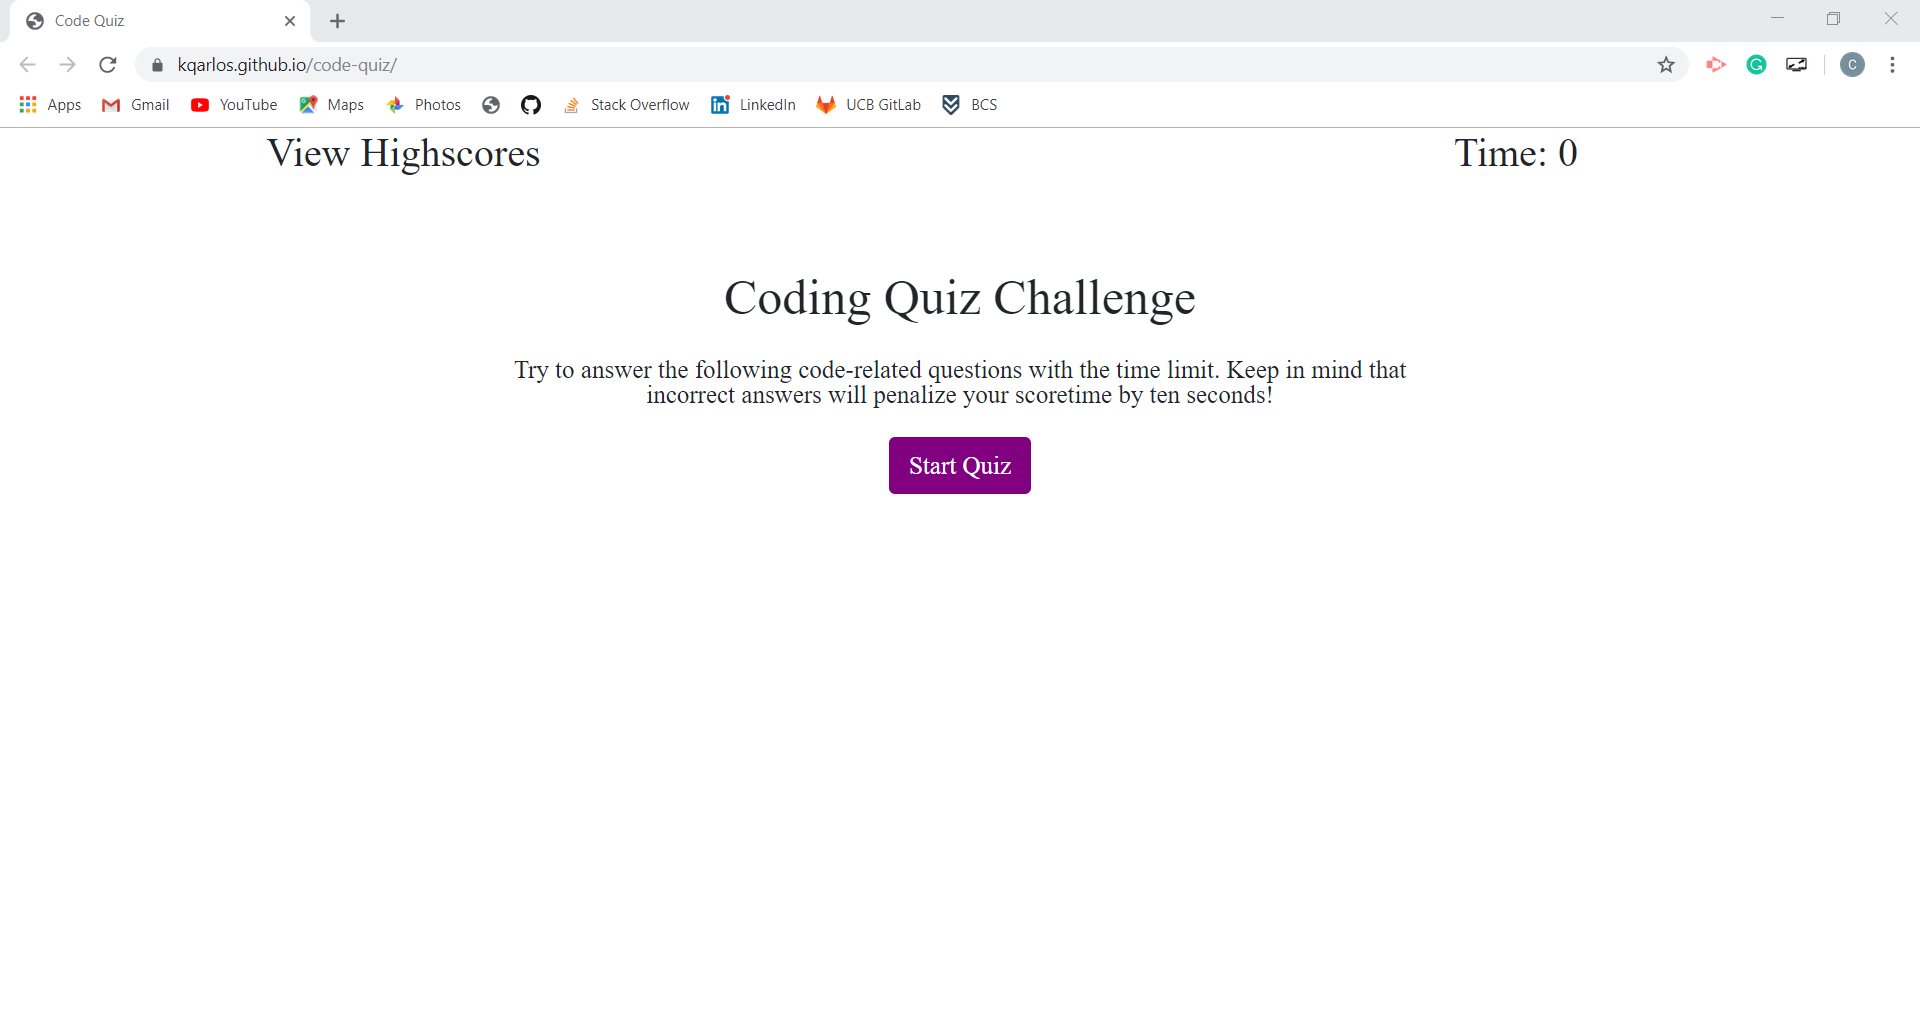 Code Quiz
kqarlos.github.io/code-quiz/
C
Apps Gmail YouTube Maps Photos Stack Overflow LinkedIn UCB GitLab BCS
View Highscores Time: 0
Coding Quiz Challenge
Try to answer the following code-related questions with the time limit. Keep in mind that
incorrect answers will penalize your scoretime by ten seconds!
Start Quiz